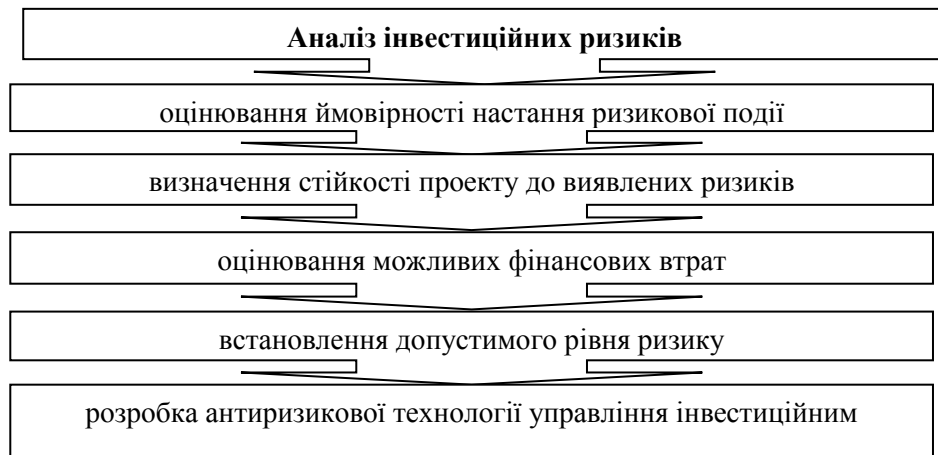 Аналіз інвестиційних ризиків
оцінювання ймовірності настання ризикової події
визначення стійкості проекту до виявлених ризиків
оцінювання можливих фінансових втрат
встановлення допустимого рівня ризику
розробка антиризикової технології управління інвестиційним